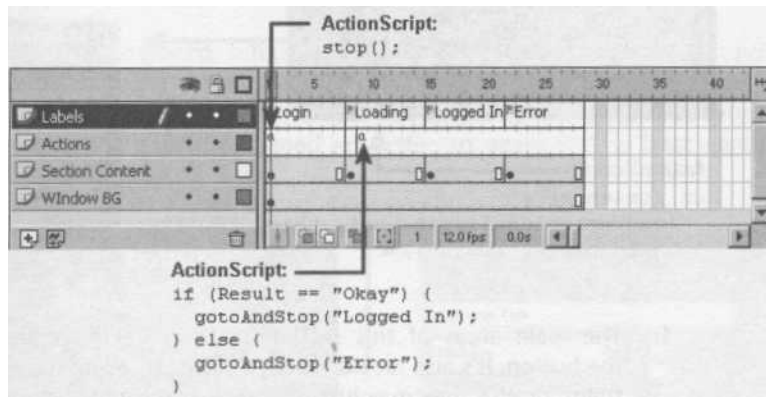 ActionScript:
stop();
5 10 15 20 25 30 35 40
Labels
Login Loading Logged In Error
Actions
a a
Section Content
WIndow BG
1 12.0 fps 0.0s
ActionScript:
if (Result == "Okay") {
gotoAndStop("Logged In");
} else {
gotoAndStop("Error");
}